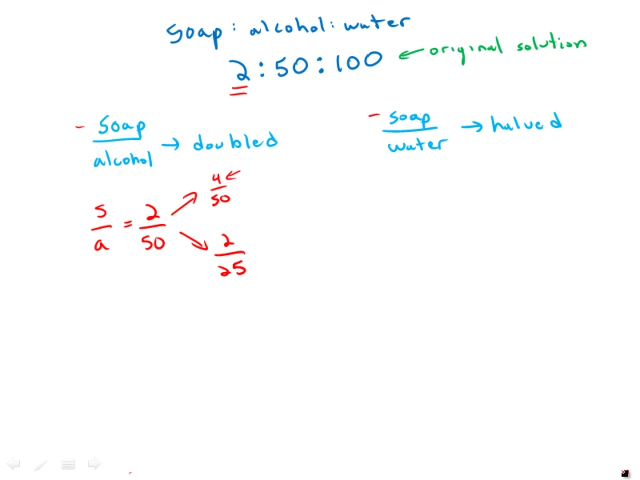 soap : alcohol : water
2 : 50 : 100 ← original solution
- soap/alcohol → doubled
- soap/water → halved
s/a = 2/50
4/50 ←
2/25